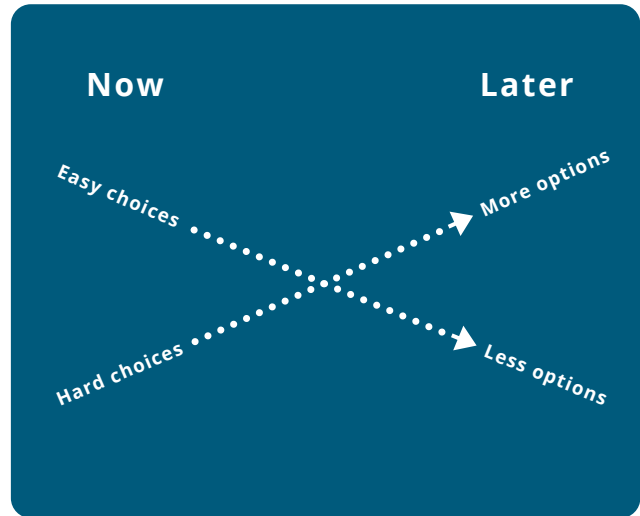 Now
Later
Easy choices
More options
Hard choices
Less options